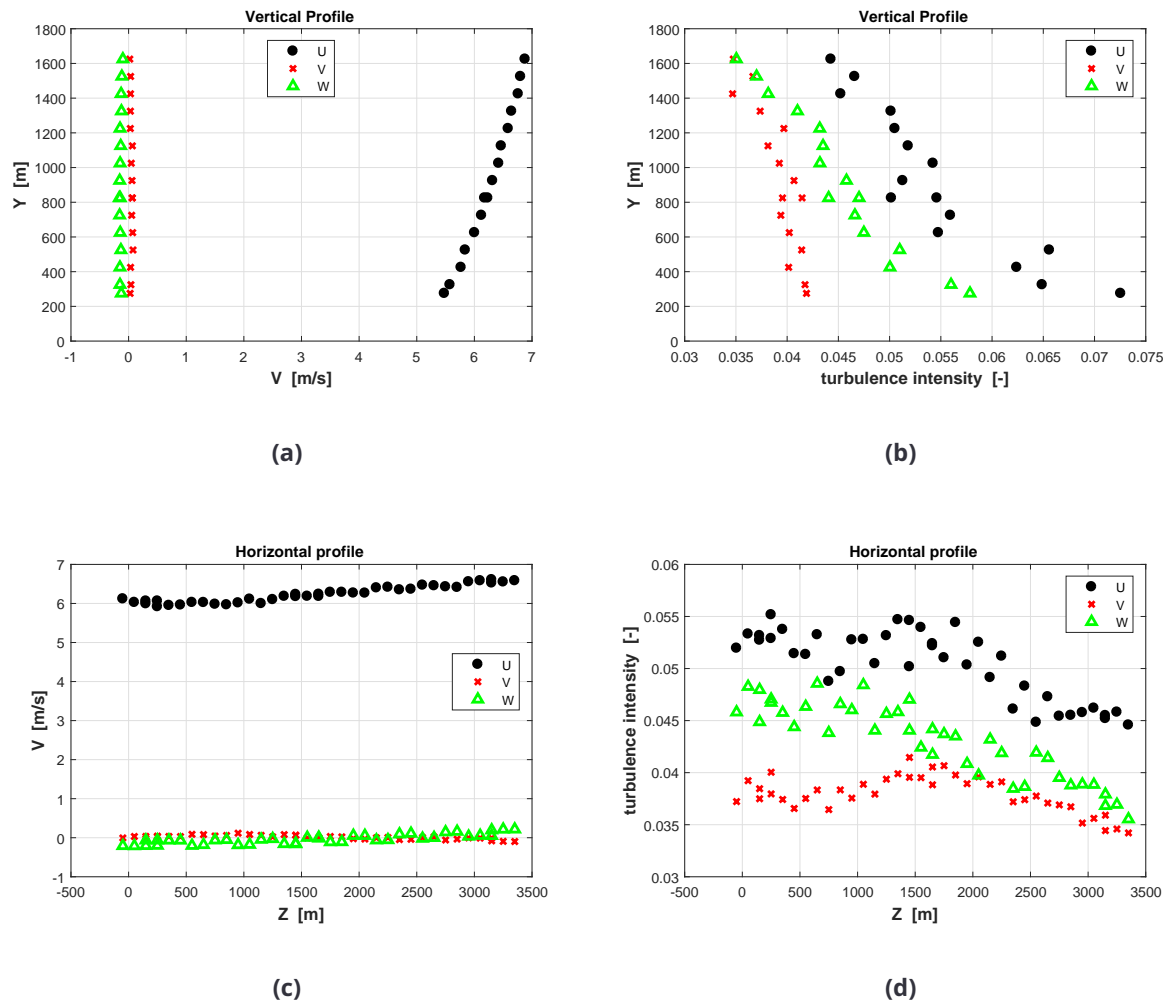 Vertical Profile
1800
1600
1400
1200
1000
800
600
400
200
0
Y [m]
U
V
W
-1 0 1 2 3 4 5 6 7
V [m/s]
(a)
Vertical Profile
1800
1600
1400
1200
1000
800
600
400
200
0
Y [m]
U
V
W
0.03 0.035 0.04 0.045 0.05 0.055 0.06 0.065 0.07 0.075
turbulence intensity [-]
(b)
Horizontal profile
7
6
5
4
3
2
1
0
-1
V [m/s]
U
V
W
-500 0 500 1000 1500 2000 2500 3000 3500
Z [m]
(c)
Horizontal profile
0.06
0.055
0.05
0.045
0.04
0.035
0.03
turbulence intensity [-]
U
V
W
-500 0 500 1000 1500 2000 2500 3000 3500
Z [m]
(d)